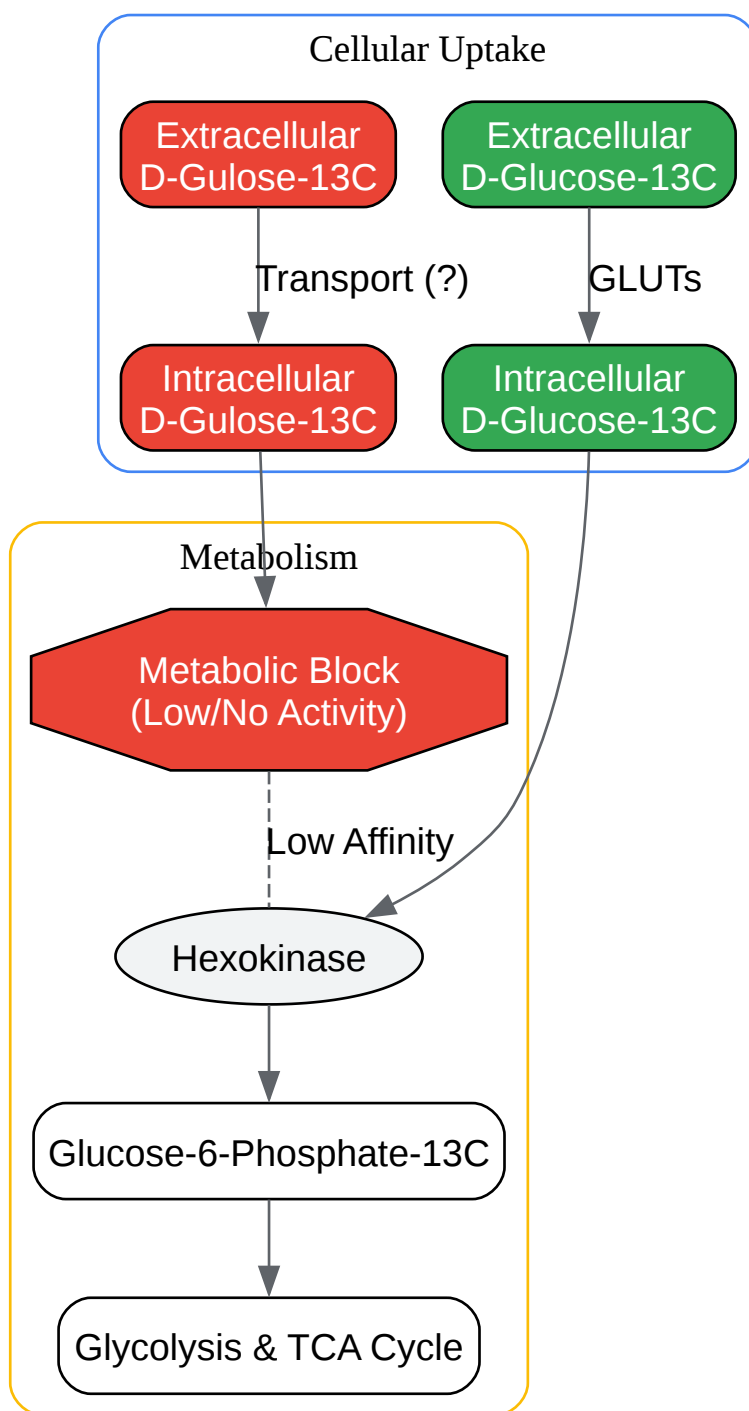 Cellular Uptake
Extracellular
D-Gulose-13C
Extracellular
D-Glucose-13C
Transport (?)
GLUTs
Intracellular
D-Gulose-13C
Intracellular
D-Glucose-13C
Metabolism
Metabolic Block
(Low/No Activity)
Low Affinity
Hexokinase
Glucose-6-Phosphate-13C
Glycolysis & TCA Cycle